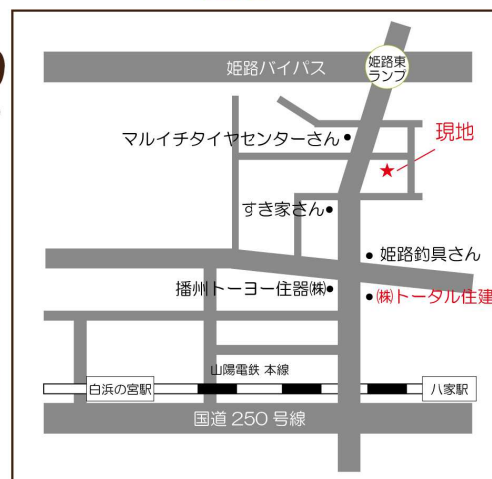 姫路バイパス
姫路東
ランプ
マルイチタイヤセンターさん
現地
すき家さん
姫路釣具さん
播州トーヨー住器㈱
㈱トータル住建
山陽電鉄 本線
白浜の宮駅
八家駅
国道 250 号線